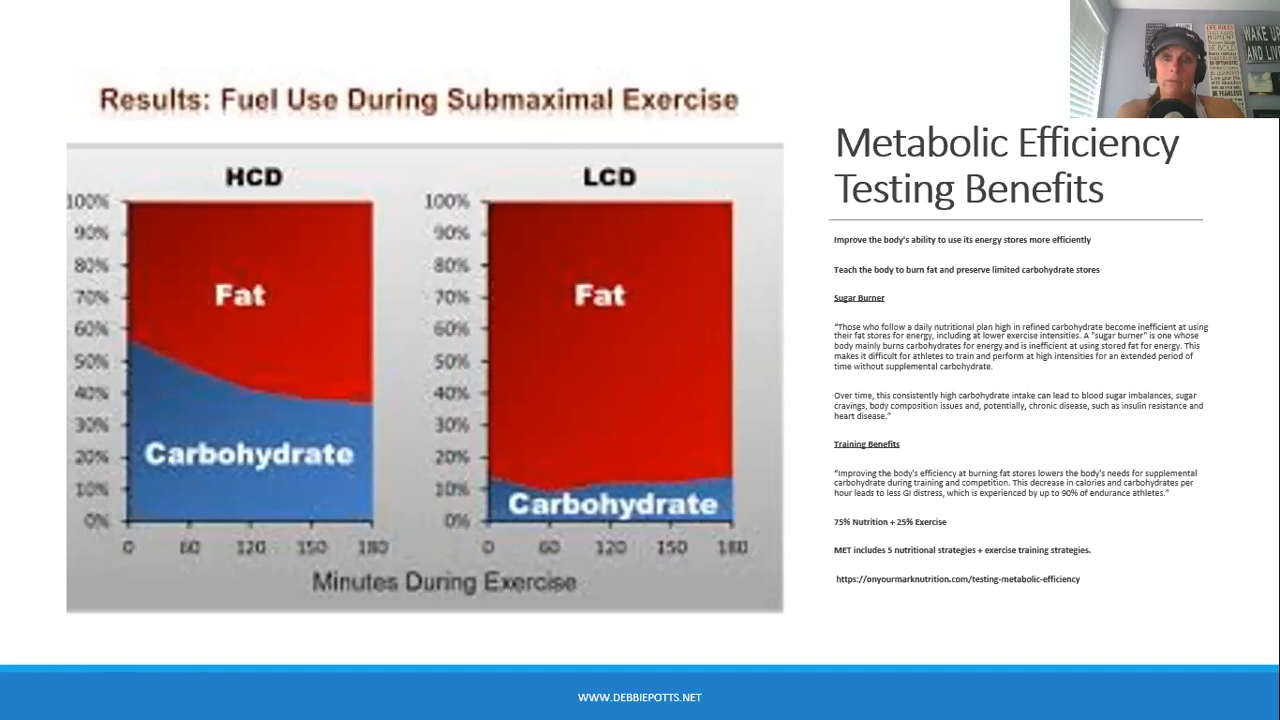 Results: Fuel Use During Submaximal Exercise
HCD
100%
90%
80%
70%
60%
50%
40%
30%
20%
10%
0%
Fat
Carbohydrate
0 60 120 150 180
LCD
100%
90%
80%
70%
60%
50%
40%
30%
20%
10%
0%
Fat
Carbohydrate
0 60 120 150 180
Minutes During Exercise
WAKE UP
AND LIVE
LIFE RULES
BE FEARLESS
Metabolic Efficiency
Testing Benefits
Improve the body's ability to use its energy stores more efficiently
Teach the body to burn fat and preserve limited carbohydrate stores
Sugar Burner
"Those who follow a daily nutritional plan high in refined carbohydrate become inefficient at using
their fat stores for energy, including at lower exercise intensities. A "sugar burner" is one whose
body mainly burns carbohydrates for energy and is inefficient at using stored fat for energy. This
makes it difficult for athletes to train and perform at high intensities for an extended period of
time without supplemental carbohydrate.
Over time, this consistently high carbohydrate intake can lead to blood sugar imbalances, sugar
cravings, body composition issues and, potentially, chronic disease, such as insulin resistance and
heart disease."
Training Benefits
"Improving the body's efficiency at burning fat stores lowers the body's needs for supplemental
carbohydrate during training and competition. This decrease in calories and carbohydrates per
hour leads to less GI distress, which is experienced by up to 90% of endurance athletes."
75% Nutrition + 25% Exercise
MET includes 5 nutritional strategies + exercise training strategies.
https://onyourmarknutrition.com/testing-metabolic-efficiency
WWW.DEBBIEPOTTS.NET